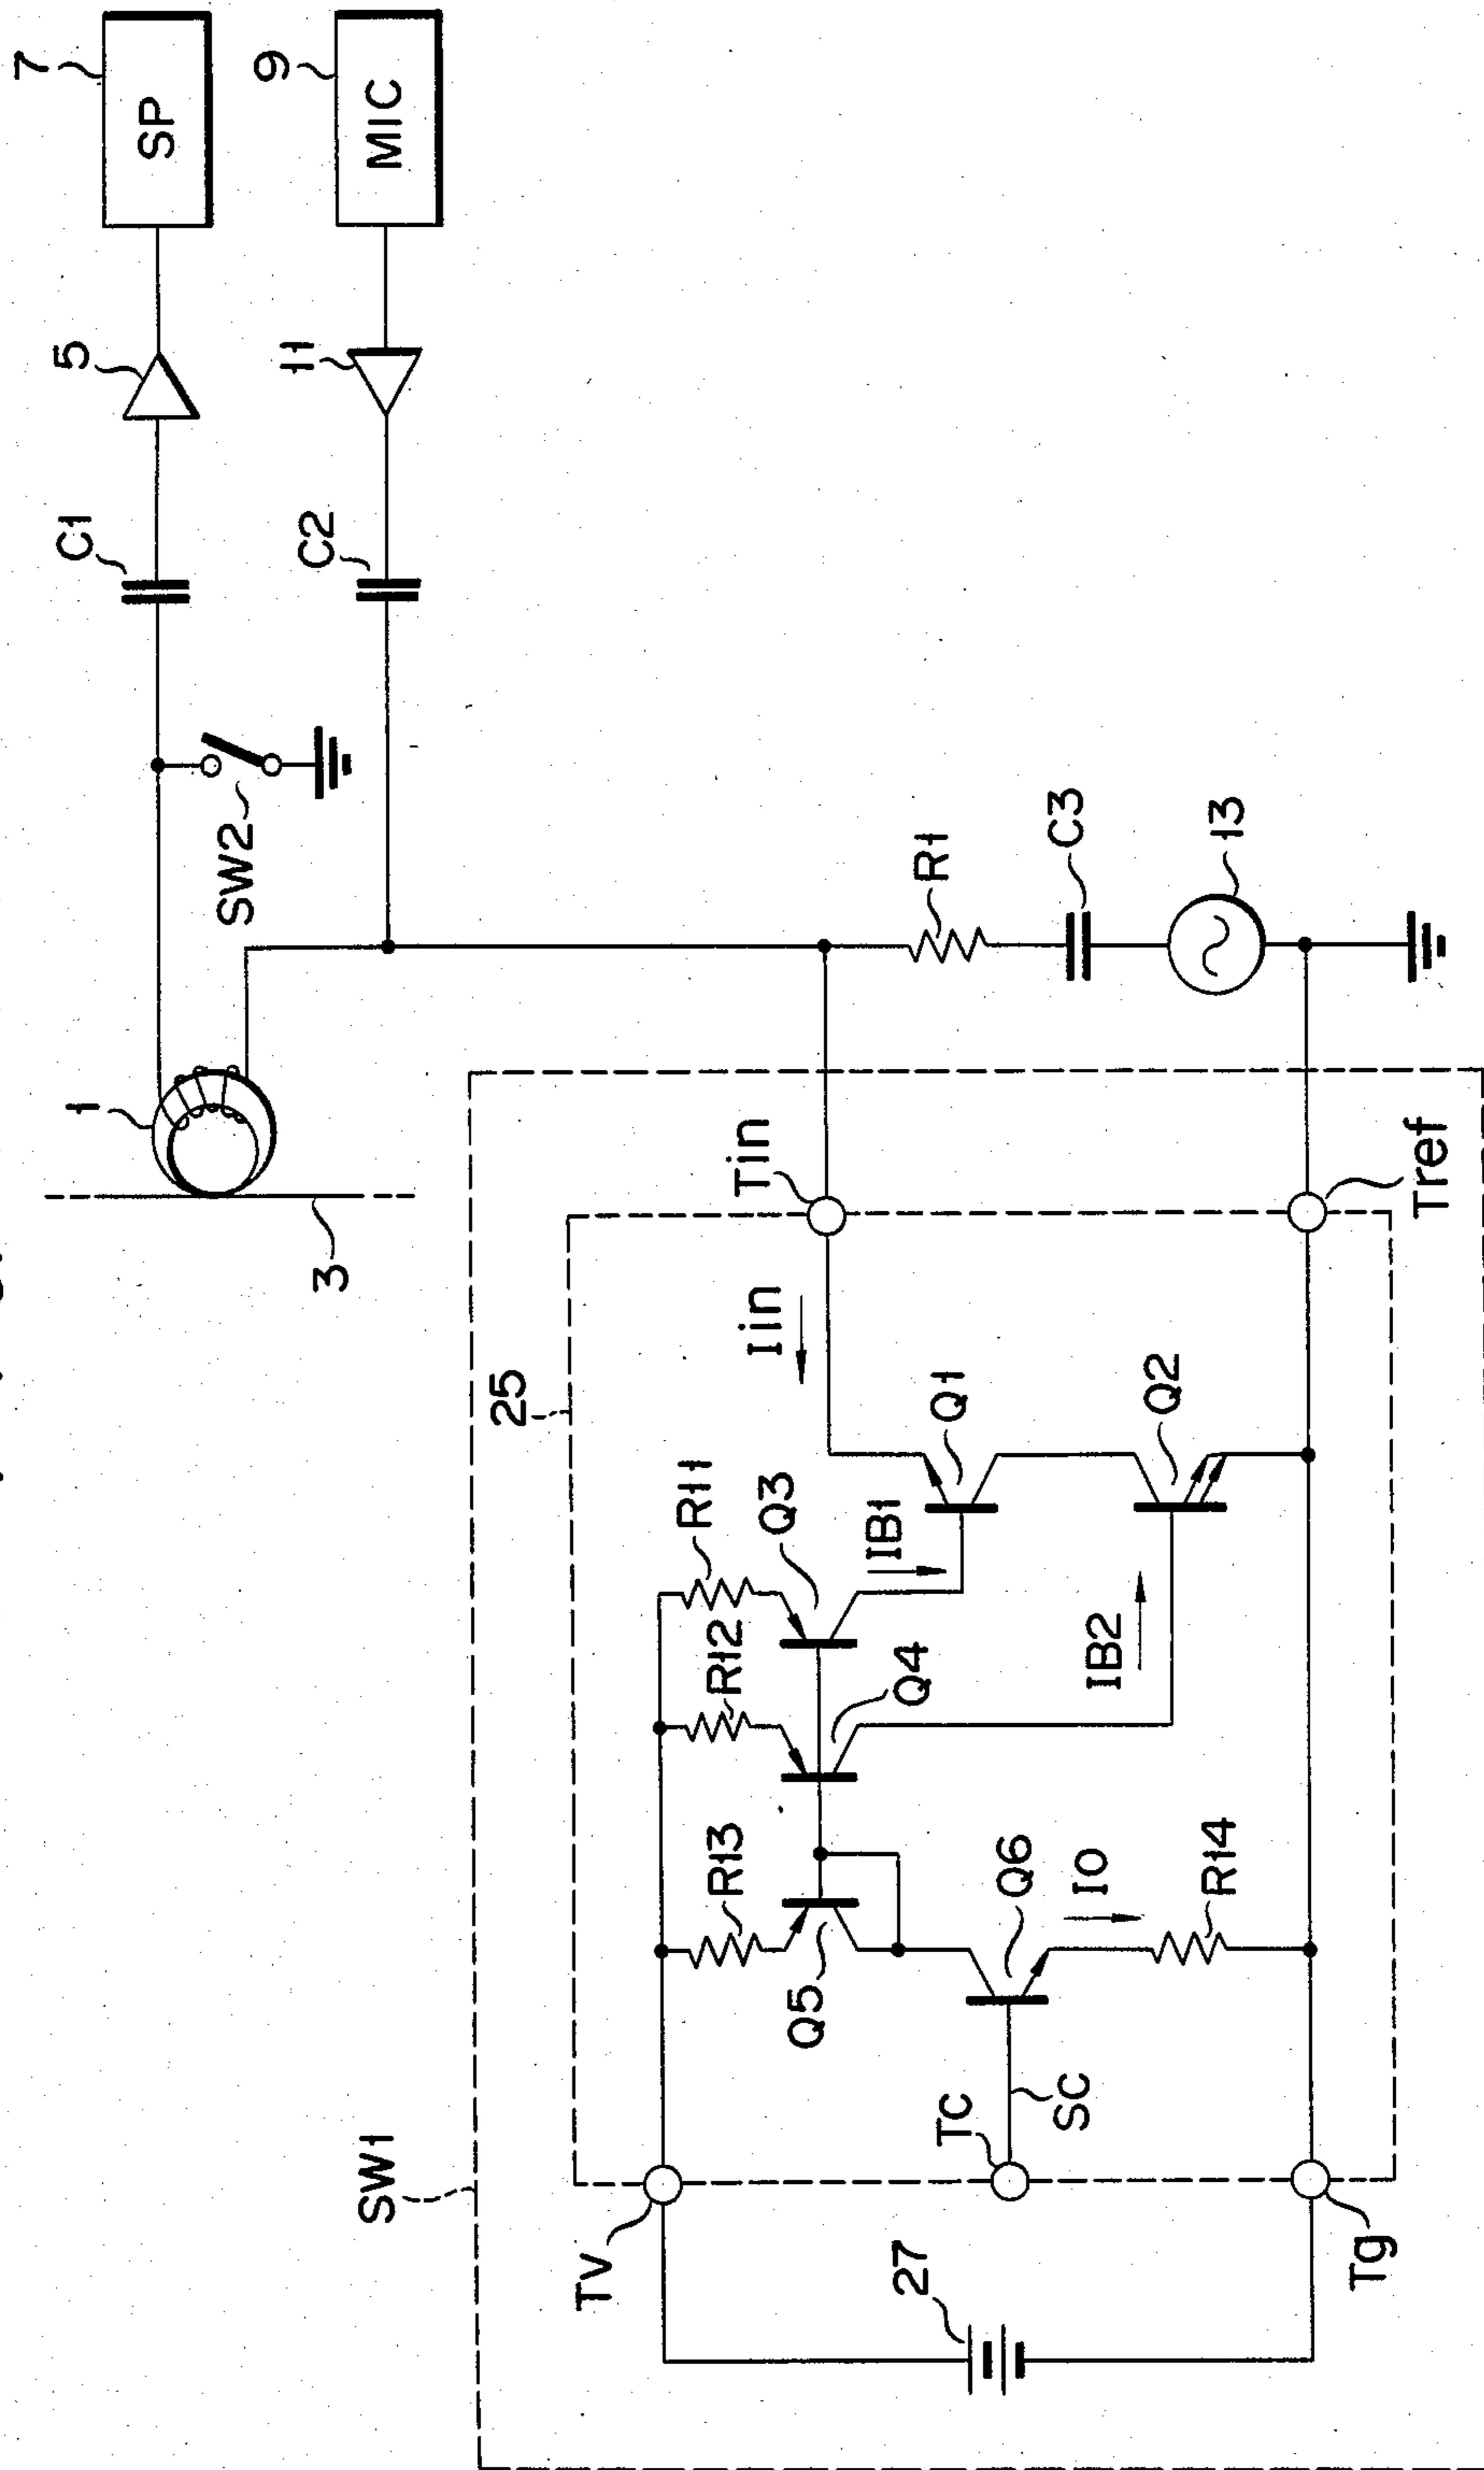 7
SP
9
MIC
5
11
C1
C2
SW2
R1
C3
13
1
3
Tin
Tref
Iin
25
Q1
Q2
R11
Q3
IB1
R12
Q4
IB2
R13
Q5
Q6
IO
R14
SW1
TC
SC
TV
27
Tg